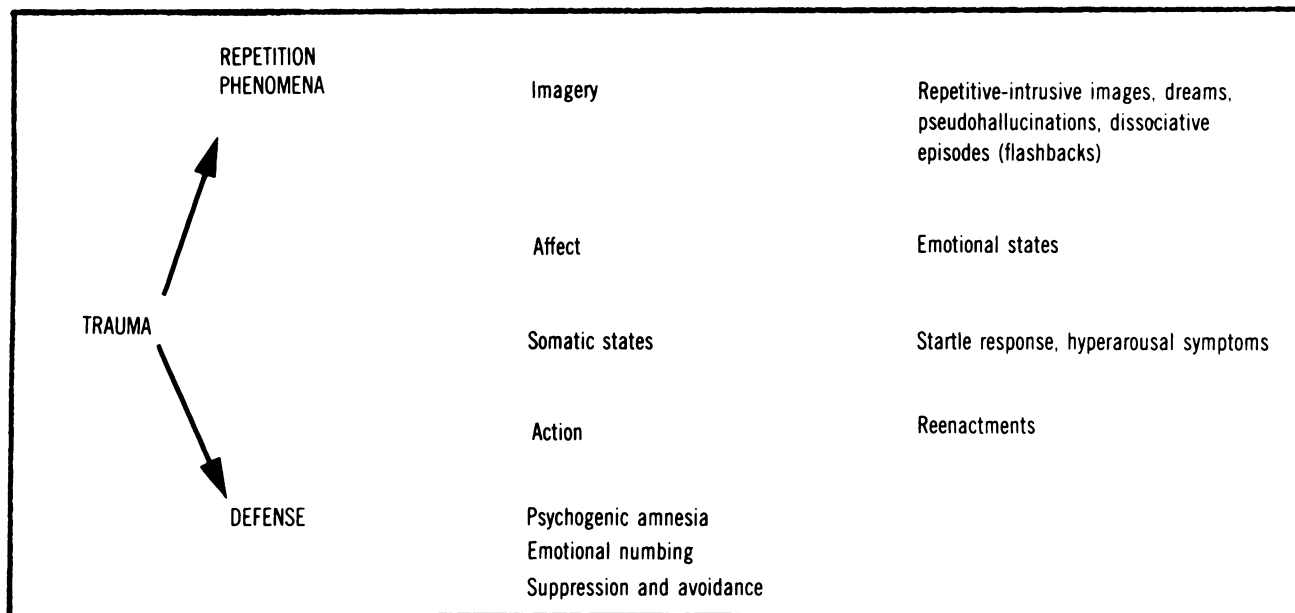 REPETITION
PHENOMENA
Imagery
Repetitive-intrusive images, dreams,
pseudohallucinations, dissociative
episodes (flashbacks)
Affect
Emotional states
TRAUMA
Somatic states
Startle response, hyperarousal symptoms
Action
Reenactments
DEFENSE
Psychogenic amnesia
Emotional numbing
Suppression and avoidance